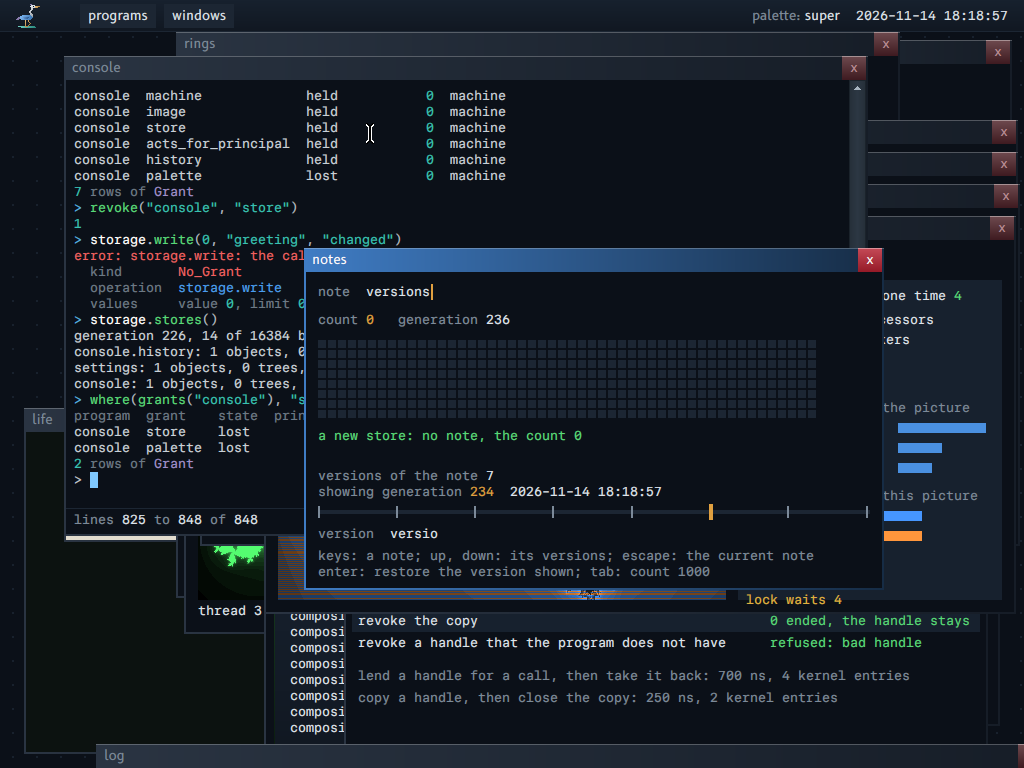 programs windows palette: super 2026-11-14 18:18:57
rings x
x
console x
console machine held 0 machine
console image held 0 machine
console store held 0 machine
console acts_for_principal held 0 machine
console history held 0 machine
console palette lost 0 machine
7 rows of Grant
> revoke("console", "store")
1
> storage.write(0, "greeting", "changed")
error: storage.write: the cal
kind No_Grant
operation storage.write
values value 0, limit 0
> storage.stores()
generation 226, 14 of 16384 b
console.history: 1 objects, 0
settings: 1 objects, 0 trees,
console: 1 objects, 0 trees,
> where(grants("console"), "s
program grant state prin
console store lost
console palette lost
2 rows of Grant
>
lines 825 to 848 of 848
x
x
x
x
notes x
note versions
count 0 generation 236
a new store: no note, the count 0
versions of the note 7
showing generation 234 2026-11-14 18:18:57
version versio
keys: a note; up, down: its versions; escape: the current note
enter: restore the version shown; tab: count 1000
one time 4
essors
ters
the picture
this picture
lock waits 4
life
thread 3
composi
composi
composi
composi
composi
composi
composi
composi
revoke the copy 0 ended, the handle stays
revoke a handle that the program does not have refused: bad handle
lend a handle for a call, then take it back: 700 ns, 4 kernel entries
copy a handle, then close the copy: 250 ns, 2 kernel entries
log